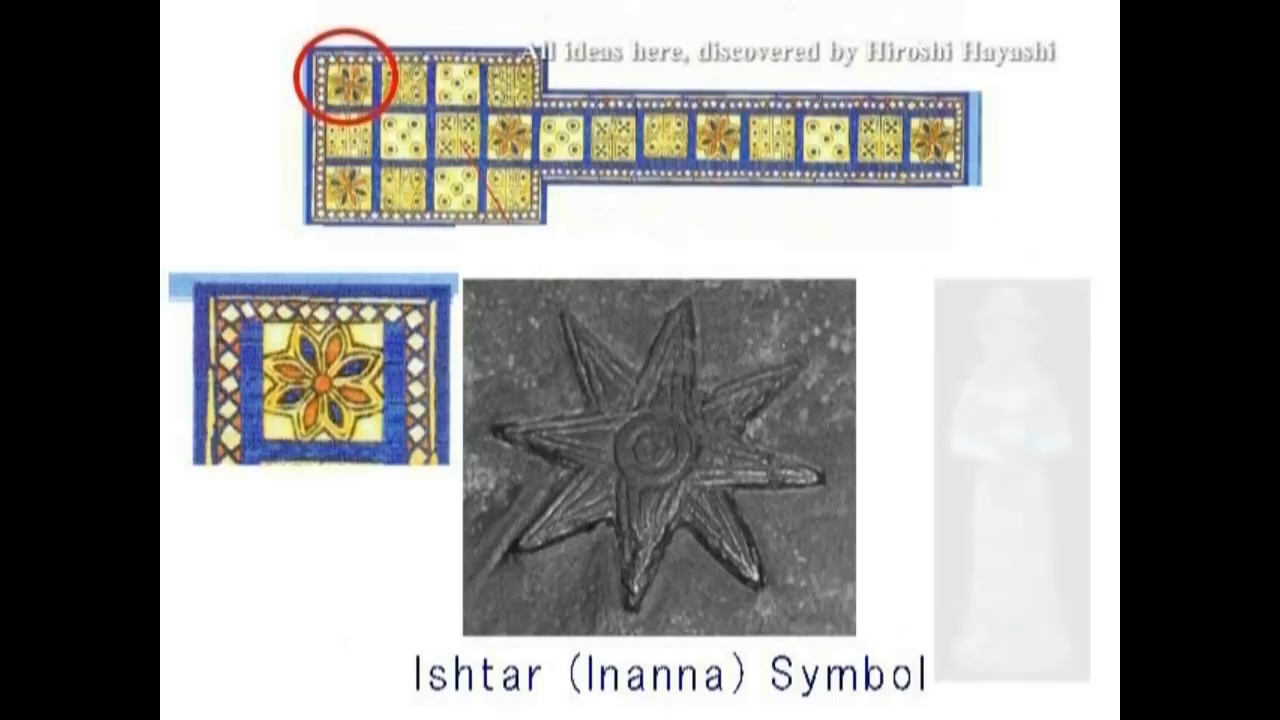 All ideas here, discovered by Hiroshi Hayashi
Ishtar (Inanna) Symbol